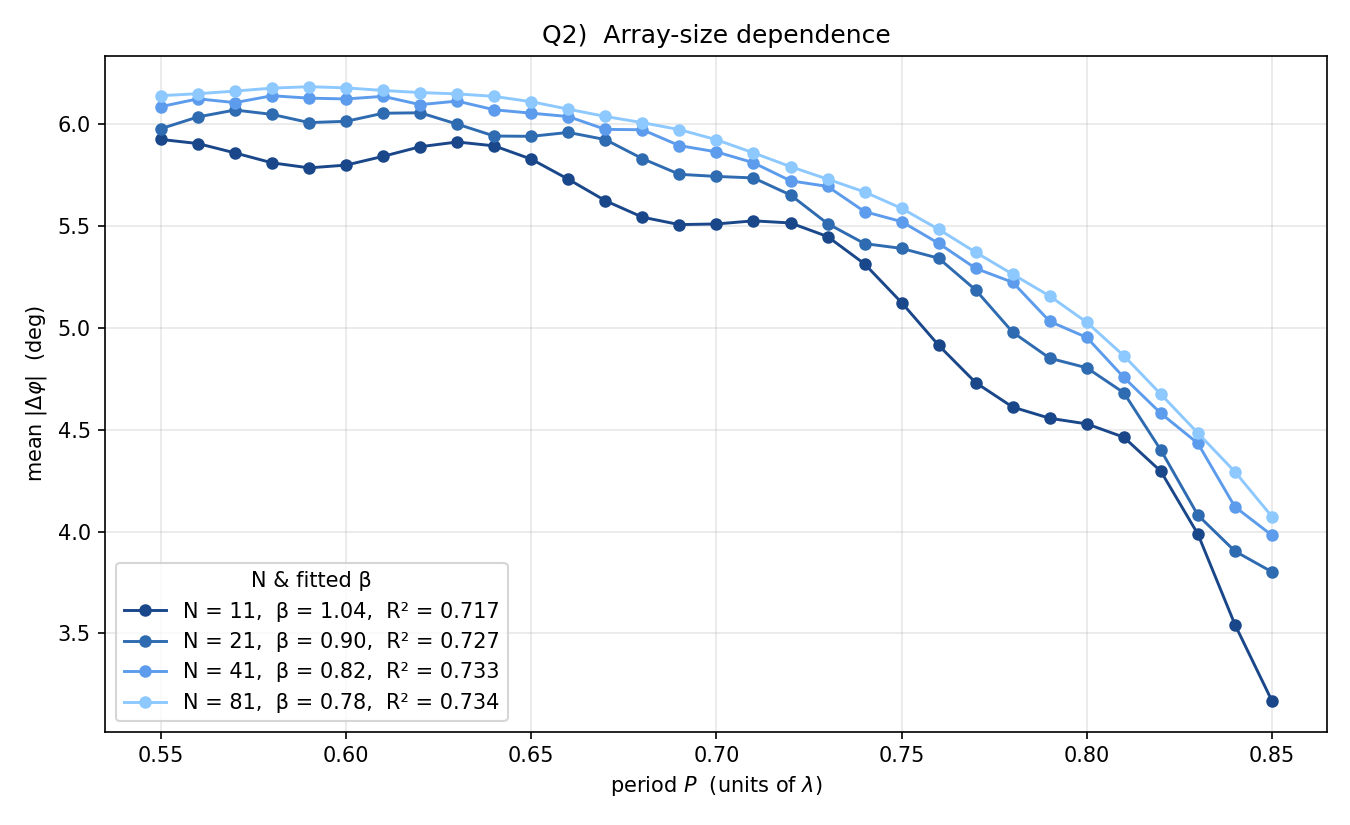 Q2) Array-size dependence
mean |Δφ| (deg)
6.0
5.5
5.0
4.5
4.0
3.5
N & fitted β
N = 11, β = 1.04, R² = 0.717
N = 21, β = 0.90, R² = 0.727
N = 41, β = 0.82, R² = 0.733
N = 81, β = 0.78, R² = 0.734
0.55 0.60 0.65 0.70 0.75 0.80 0.85
period P (units of λ)